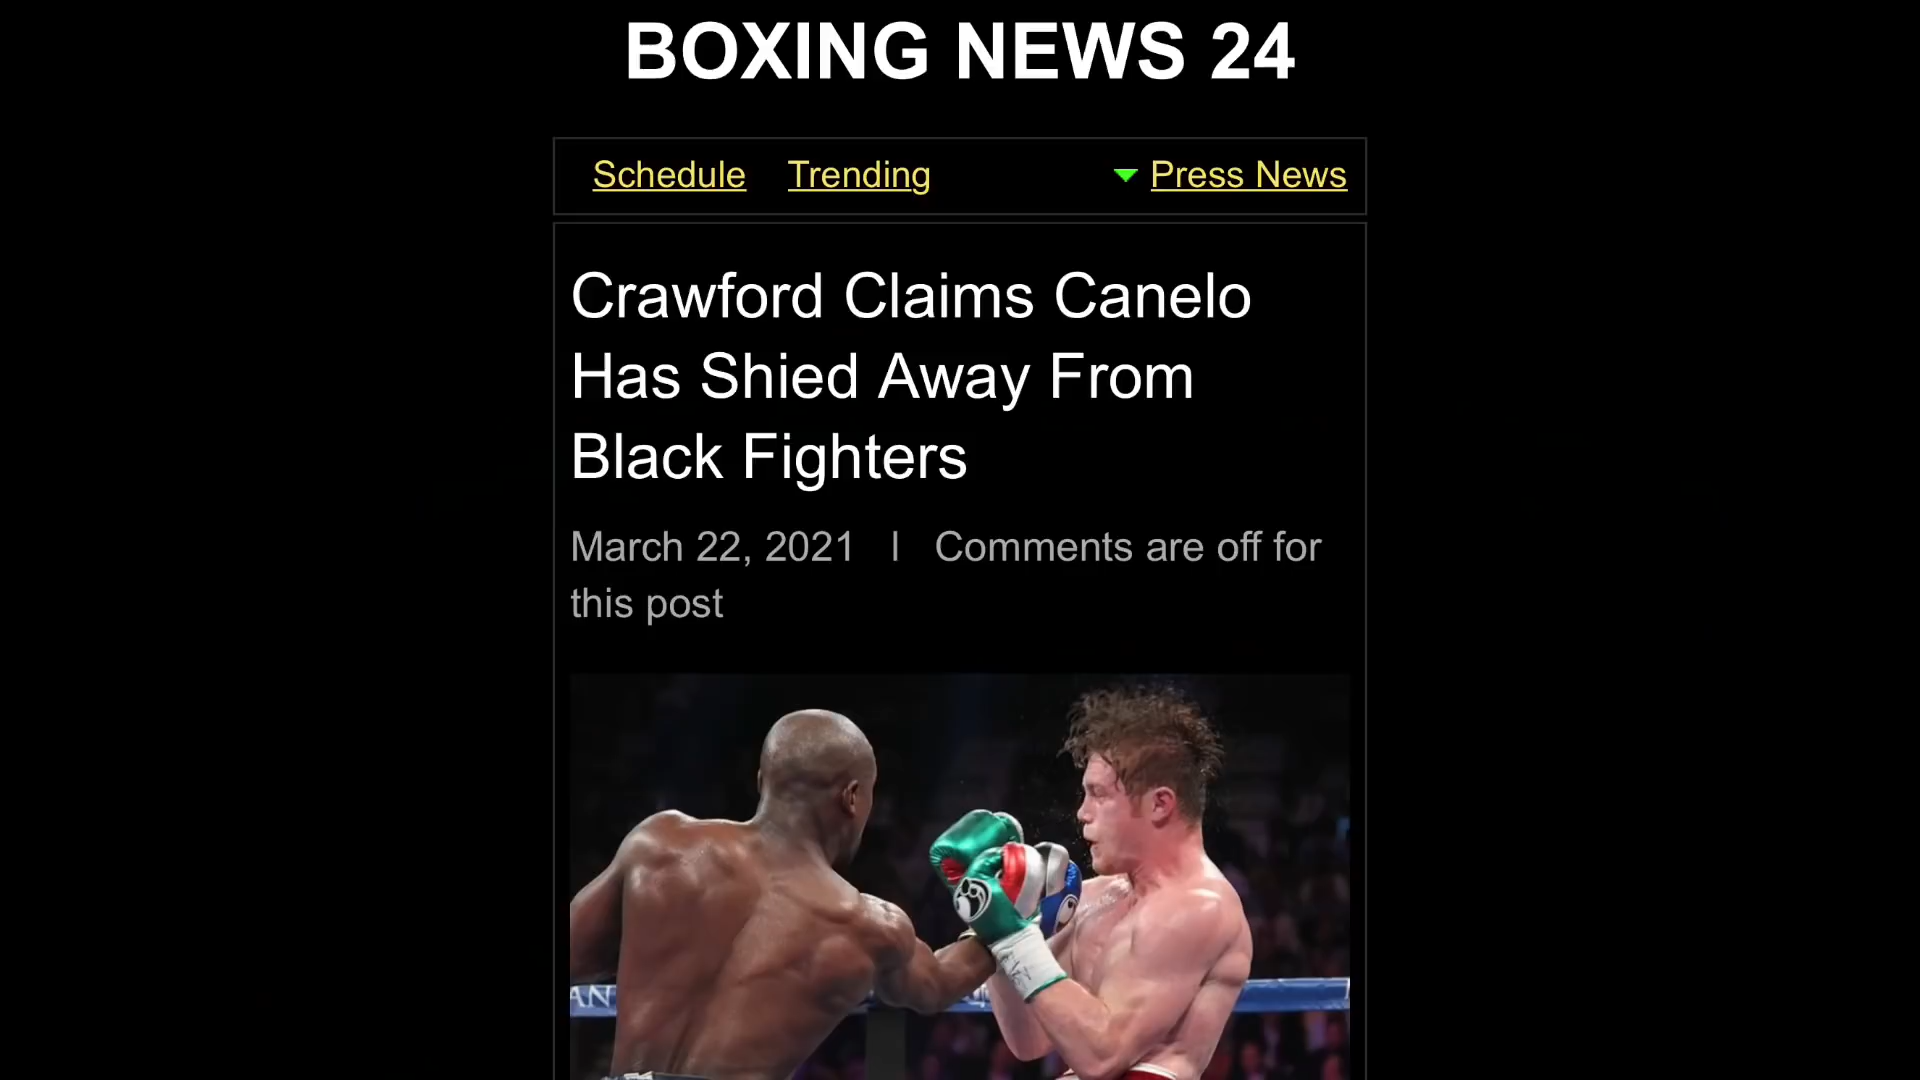 BOXING NEWS 24
Schedule Trending Press News
Crawford Claims Canelo
Has Shied Away From
Black Fighters
March 22, 2021 | Comments are off for
this post
AN